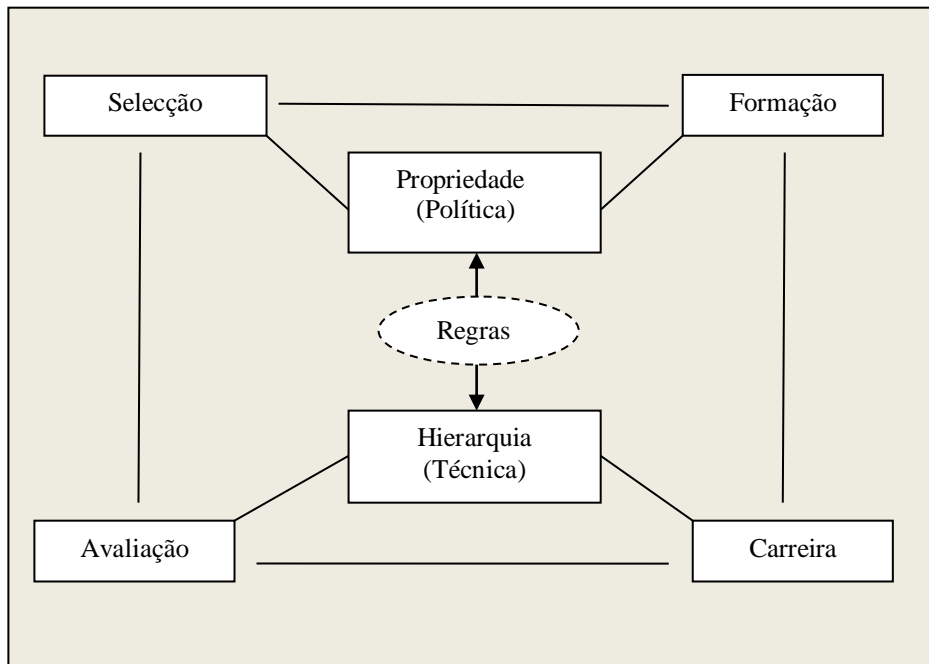 Selecção
Formação
Propriedade
(Política)
Regras
Hierarquia
(Técnica)
Avaliação
Carreira